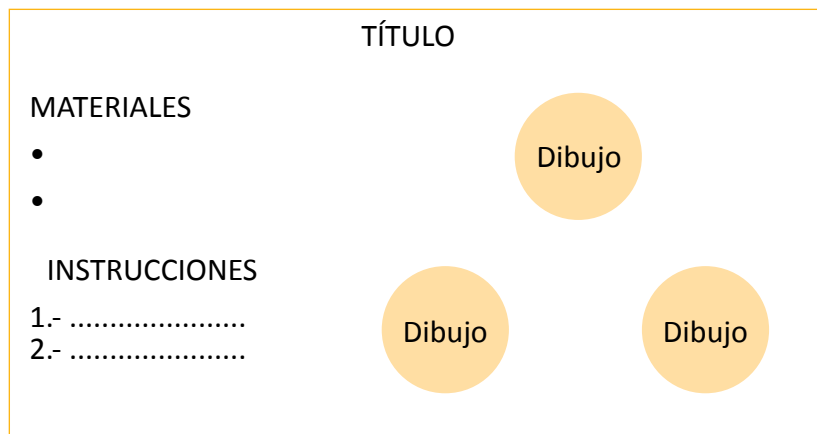 TÍTULO
MATERIALES
•
•
Dibujo
INSTRUCCIONES
1.- ......................
2.- ......................
Dibujo
Dibujo